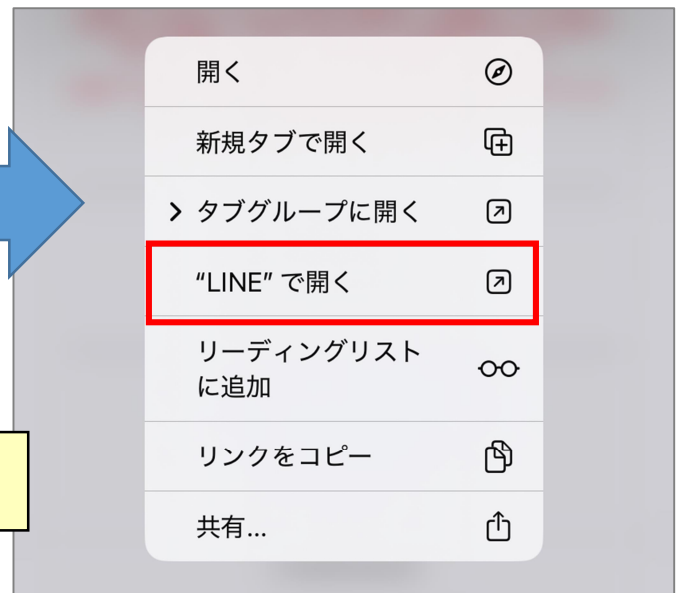 開く
新規タブで開く
タブグループに開く
“LINE” で開く
リーディングリスト
に追加
リンクをコピー
共有...